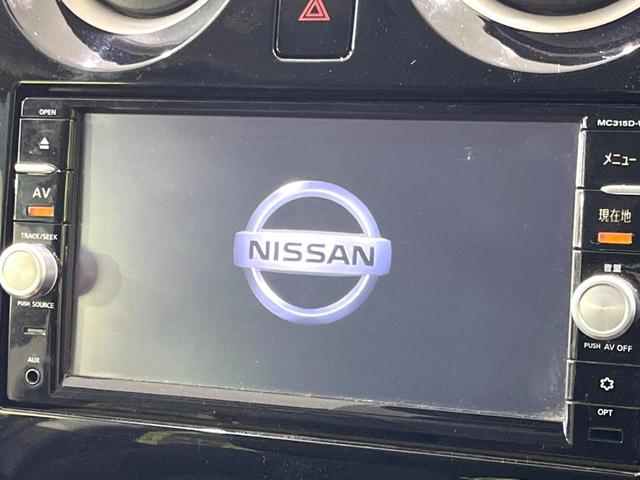 OPEN
AV
TRACK/SEEK
PUSH SOURCE
AUX
NISSAN
MC315D-W
メニュー
現在地
音量
PUSH AV OFF
OPT